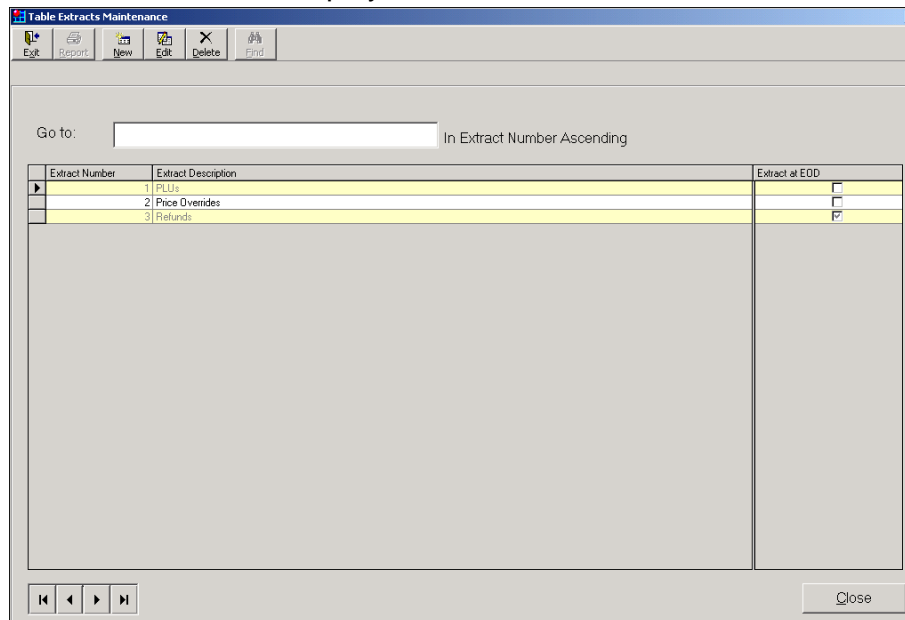 Table Extracts Maintenance
Exit Report New Edit Delete Find
Go to: In Extract Number Ascending
Extract Number Extract Description Extract at EOD
1 PLUs
2 Price Overrides
3 Refunds
Close